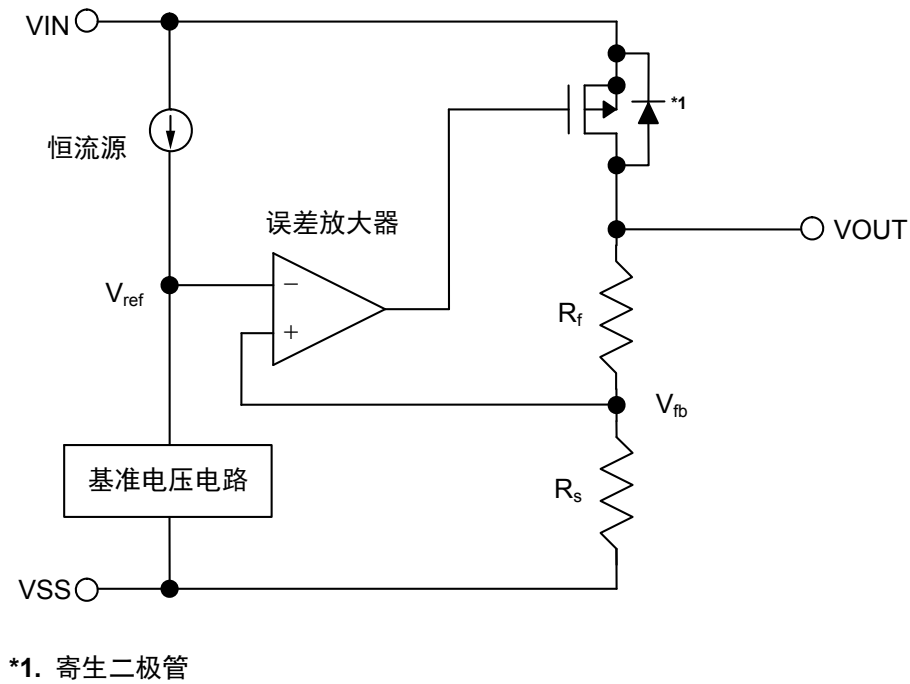 VIN
*1
恒流源
误差放大器
VOUT
Vref
−
+
Rf
Vfb
基准电压电路
Rs
VSS
*1. 寄生二极管